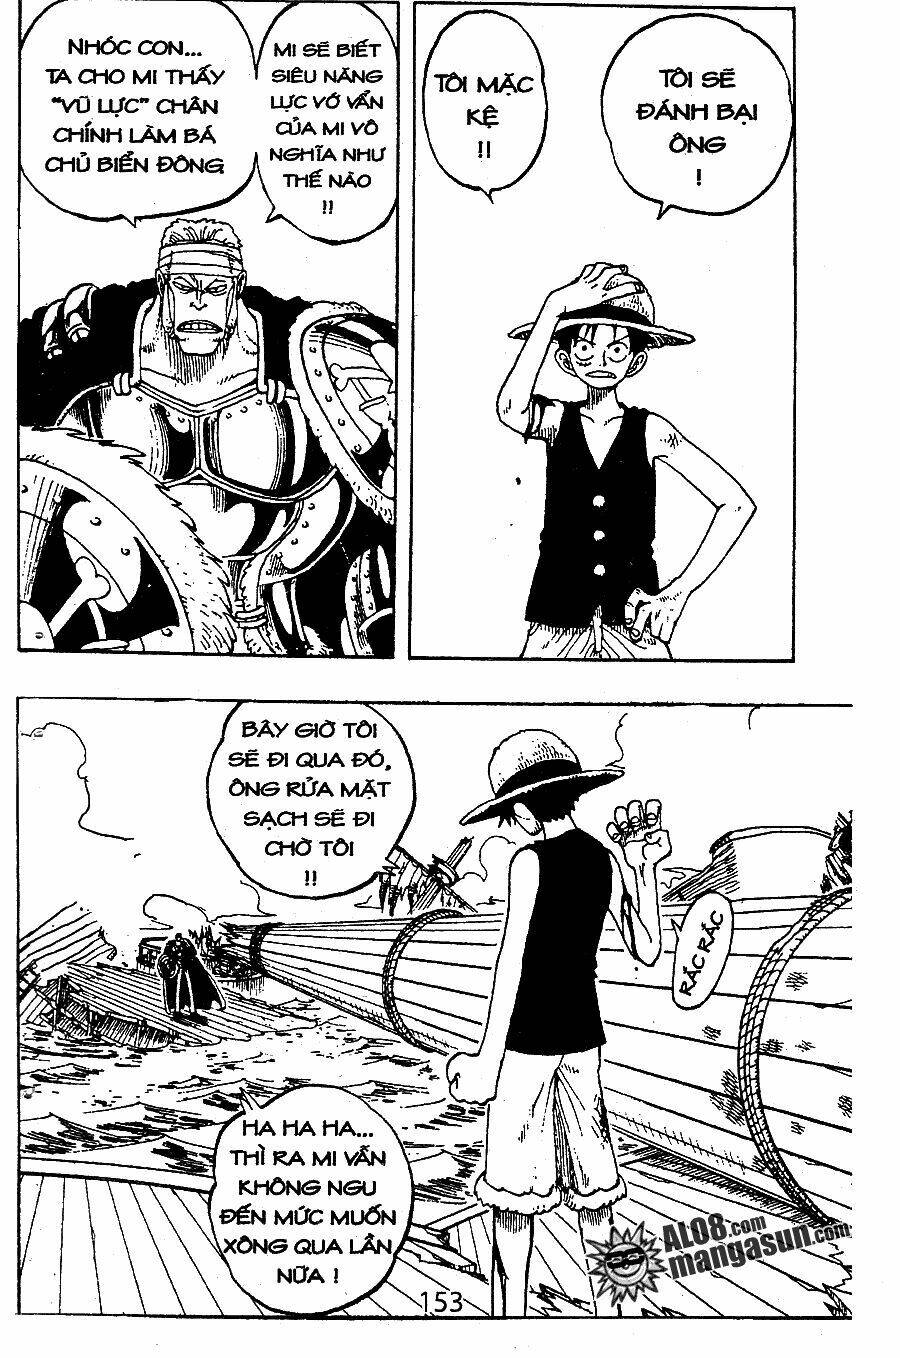 TÔI SẼ
ĐÁNH BẠI
ÔNG
!
TÔI MẶC
KỆ
!!
MI SẼ BIẾT
SIÊU NĂNG
LỰC VỚ VẨN
CỦA MI VÔ
NGHĨA NHƯ
THẾ NÀO
!!
NHÓC CON...
TA CHO MI THẤY
"VŨ LỰC" CHÂN
CHÍNH LÀM BÁ
CHỦ BIỂN ĐÔNG
BÂY GIỜ TÔI
SẼ ĐI QUA ĐÓ,
ÔNG RỬA MẶT
SẠCH SẼ ĐI
CHỜ TÔI
!!
RẮC RẮC
HA HA HA...
THÌ RA MI VẪN
KHÔNG NGU
ĐẾN MỨC MUỐN
XÔNG QUA LẦN
NỮA !
153
ALO8.com
mangasun.com